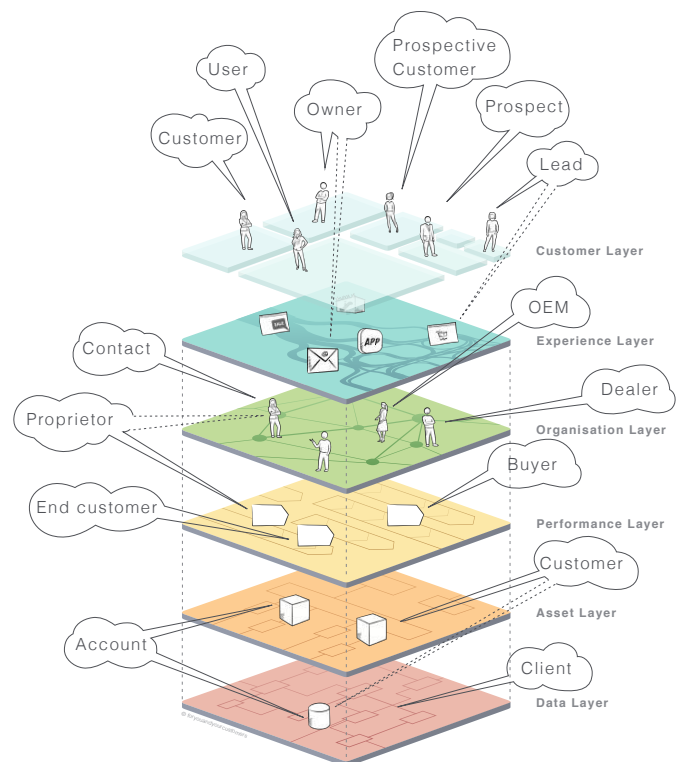 Prospective
Customer
User
Owner
Prospect
Customer
Lead
Customer Layer
OEM
SALE
APP
@
Experience Layer
Contact
Dealer
Proprietor
Organisation Layer
Buyer
End customer
Performance Layer
Customer
Asset Layer
Account
Client
Data Layer